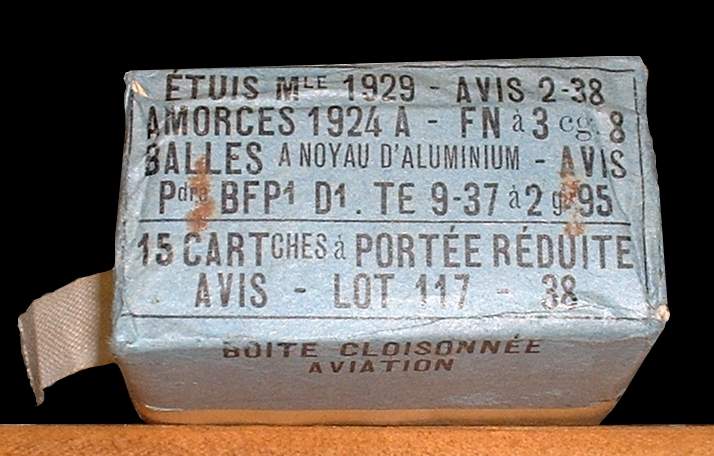 ÉTUIS MLE 1929 - AVIS 2-38
AMORCES 1924 A - FN à 3 cg. 8
BALLES A NOYAU D'ALUMINIUM - AVIS
Pdre BFP1 D1. TE 9-37 à 2 gr 95
15 CARTCHES à PORTÉE RÉDUITE
AVIS - LOT 117 - 38
BOITE CLOISONNÉE
AVIATION